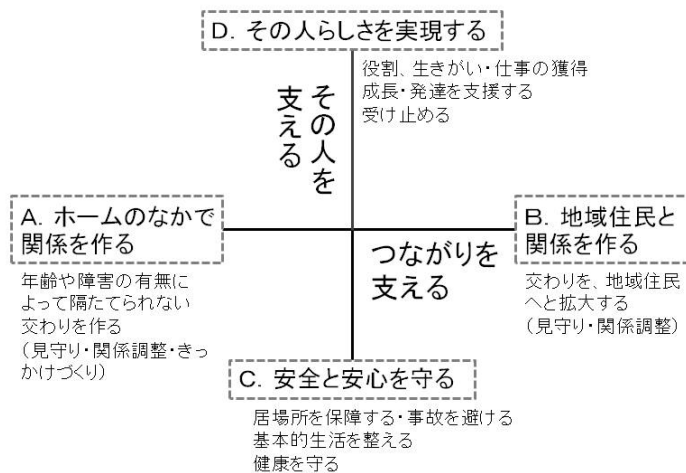 D. その人らしさを実現する
役割、生きがい・仕事の獲得
成長・発達を支援する
受け止める
その人を
支える
A. ホームのなかで
関係を作る
年齢や障害の有無に
よって隔たてられない
交わりを作る
（見守り・関係調整・きっ
かけづくり）
つながりを
支える
B. 地域住民と
関係を作る
交わりを、地域住民
へと拡大する
（見守り・関係調整）
C. 安全と安心を守る
居場所を保障する・事故を避ける
基本的生活を整える
健康を守る